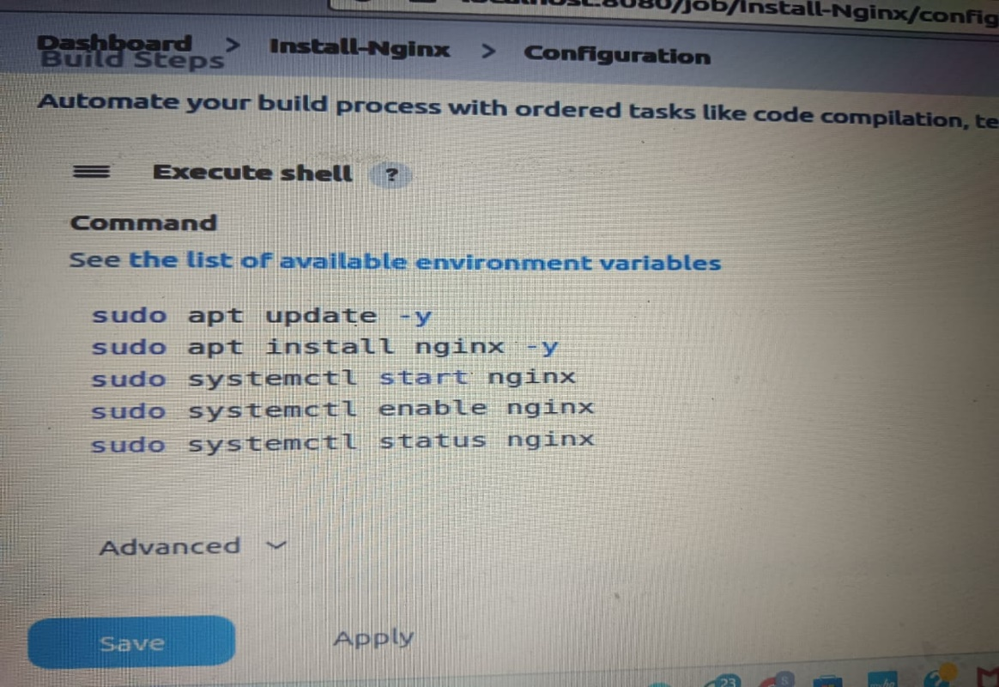 localhost:8080/job/Install-Nginx/config
Dashboard > Install-Nginx > Configuration
Build Steps
Automate your build process with ordered tasks like code compilation, te
Execute shell ?
Command
See the list of available environment variables
sudo apt update -y
sudo apt install nginx -y
sudo systemctl start nginx
sudo systemctl enable nginx
sudo systemctl status nginx
Advanced
Save Apply
23